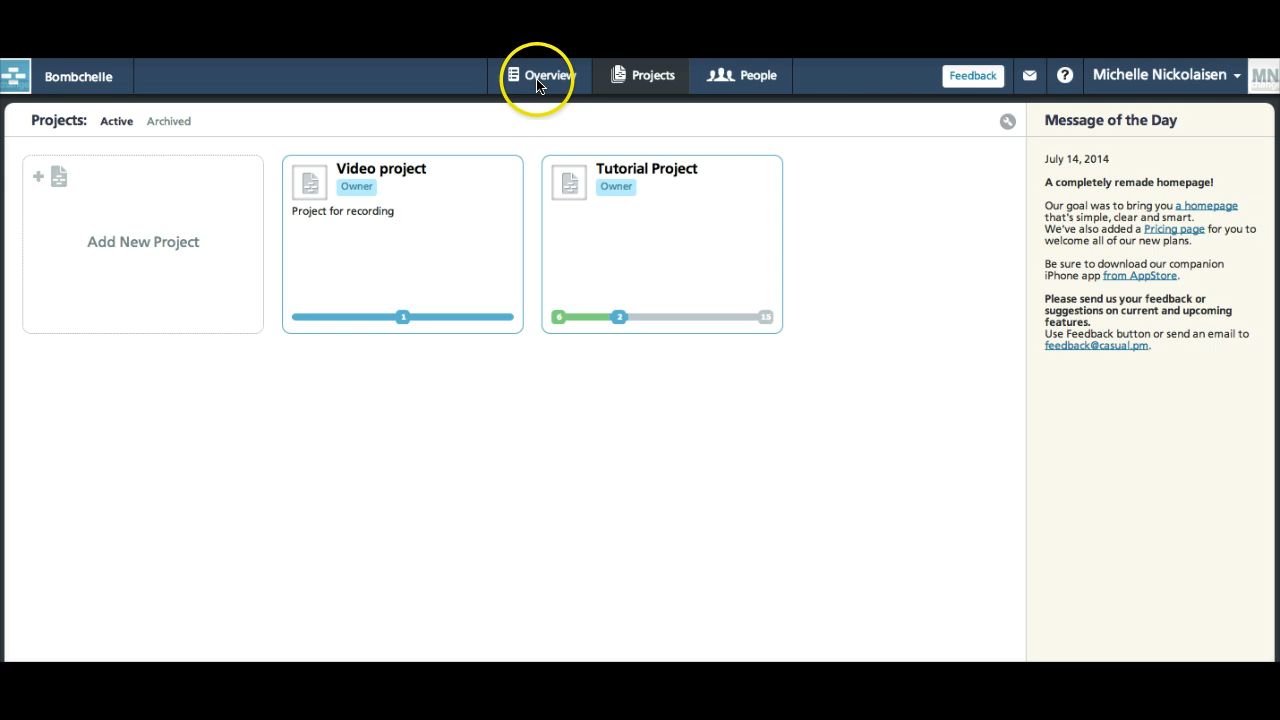 Bombchelle
Overview
Projects
People
Feedback
?
Michelle Nickolaisen
MN
Projects: Active Archived
Add New Project
Video project
Owner
Project for recording
1
Tutorial Project
Owner
6 2 15
Message of the Day
July 14, 2014
A completely remade homepage!
Our goal was to bring you a homepage
that's simple, clear and smart.
We've also added a Pricing page for you to
welcome all of our new plans.
Be sure to download our companion
iPhone app from AppStore.
Please send us your feedback or
suggestions on current and upcoming
features.
Use Feedback button or send an email to
feedback@casual.pm.